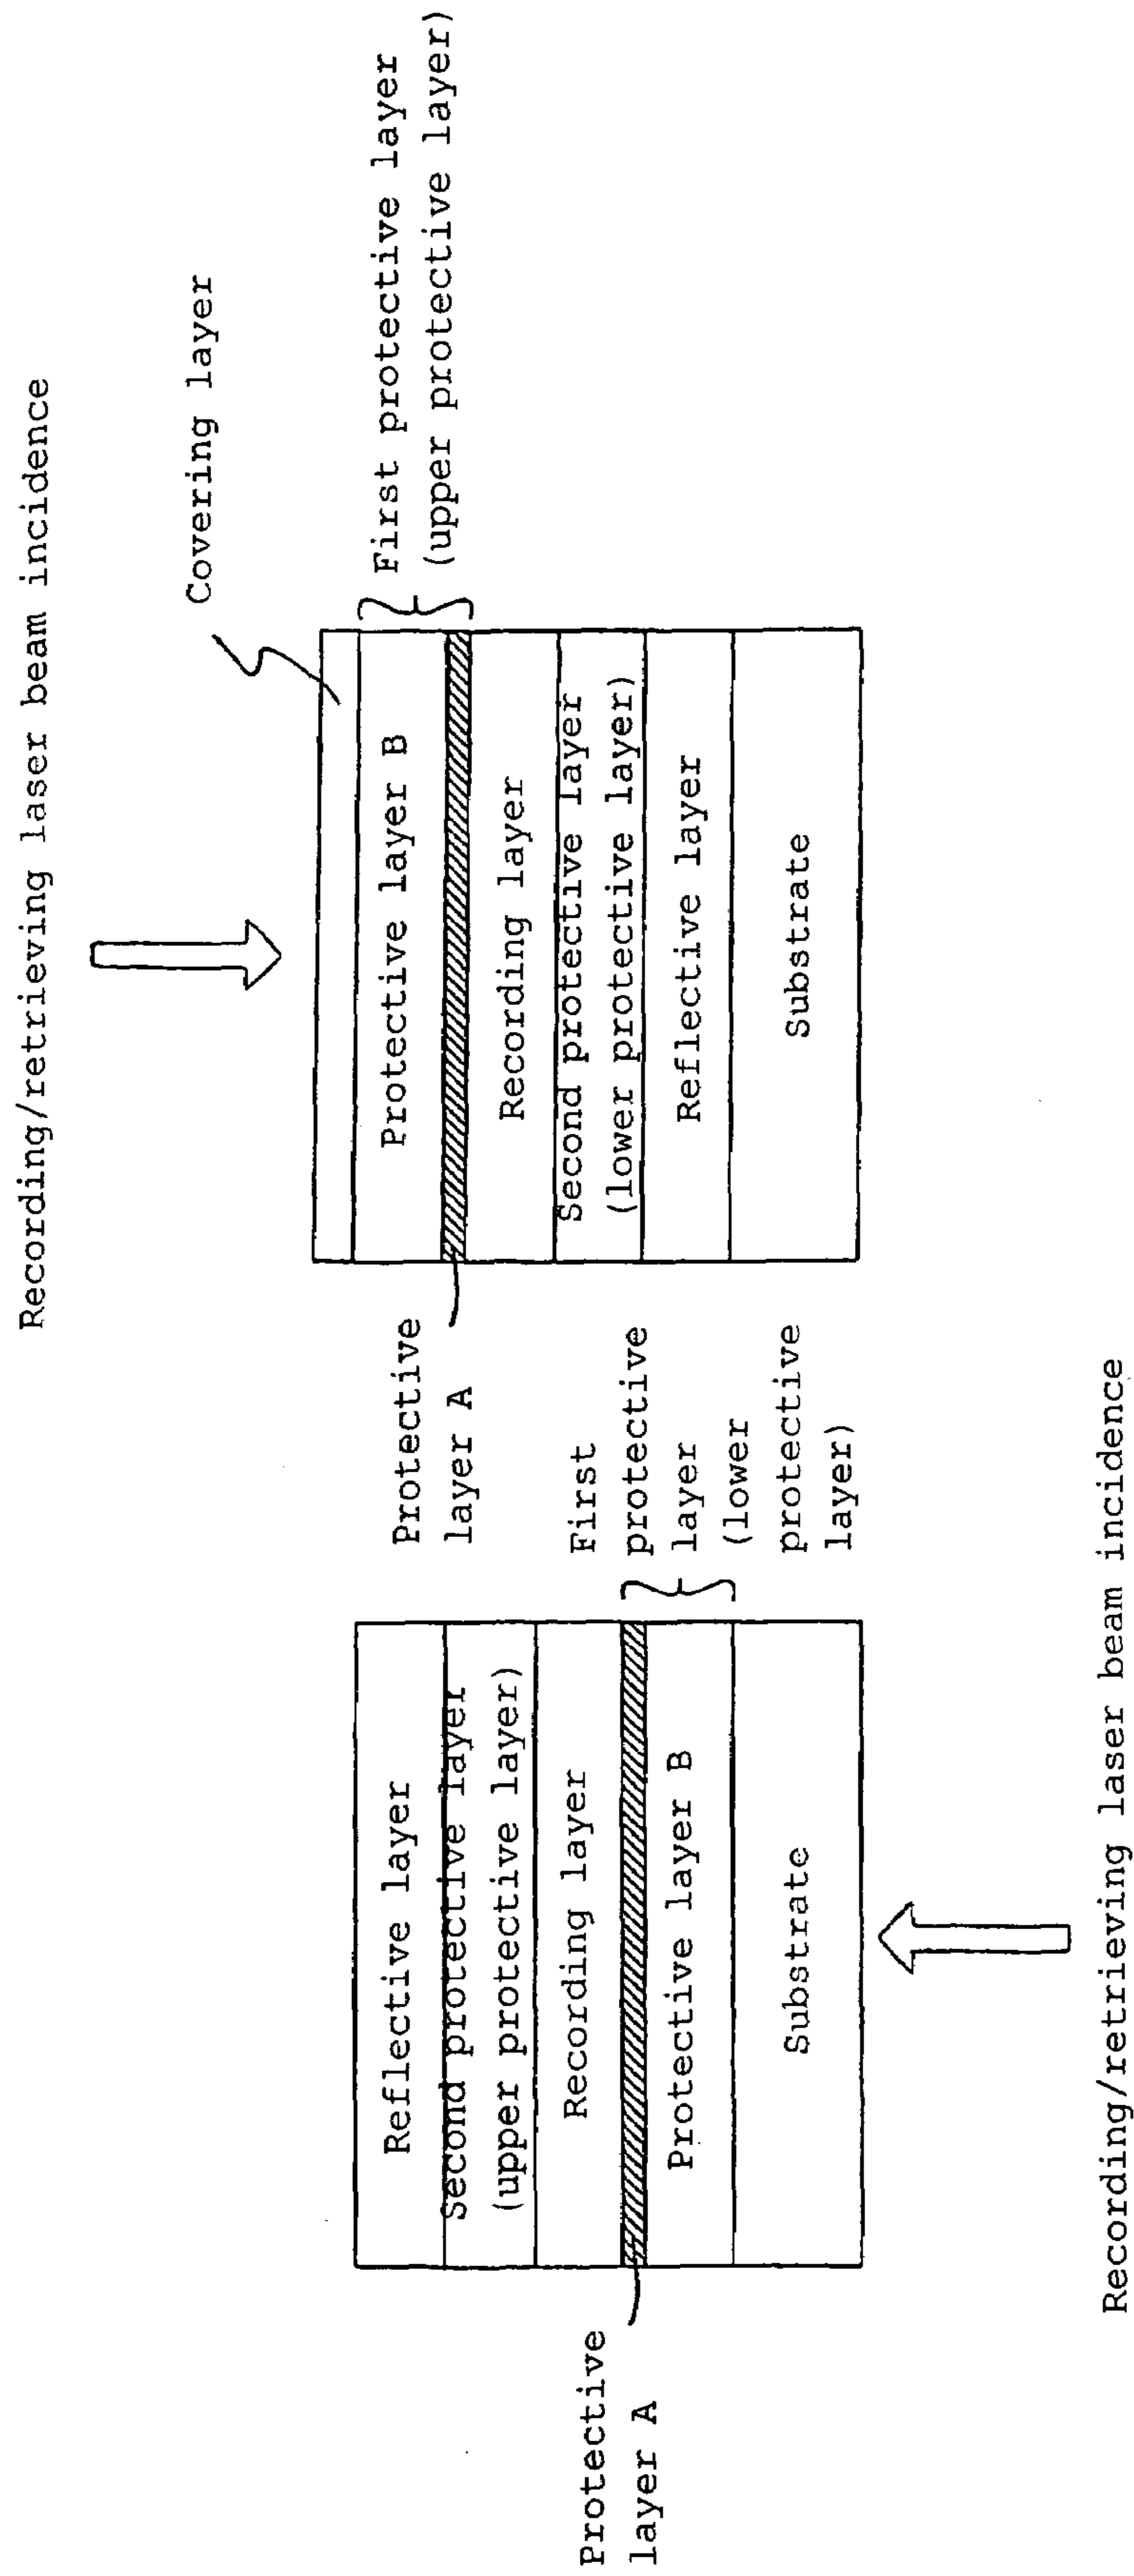 Reflective layer
Second protective layer
(upper protective layer)
Recording layer
Protective layer B
Substrate
Protective
layer A
First
protective
layer
(lower
protective
layer)
Recording/retrieving laser beam incidence
Recording/retrieving laser beam incidence
Covering layer
Protective layer B
First protective layer
(upper protective layer)
Protective
layer A
Recording layer
Second protective layer
(lower protective layer)
Reflective layer
Substrate